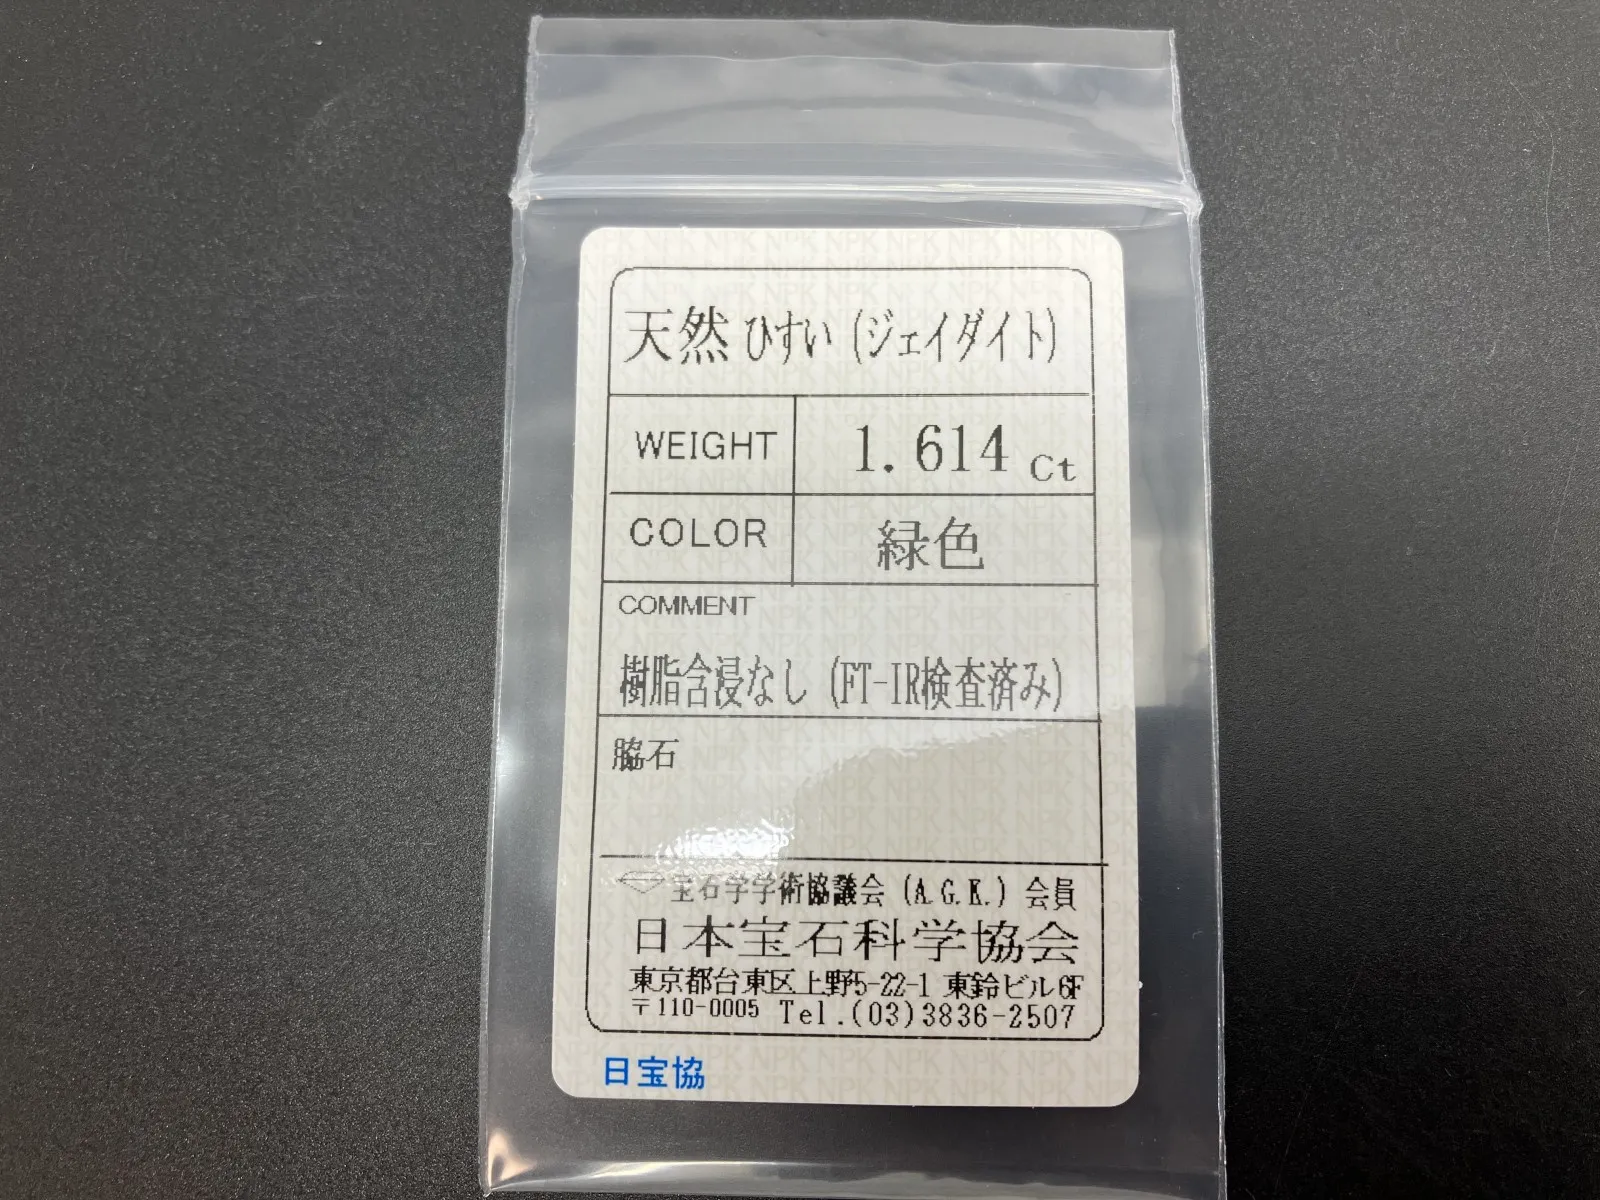 天然 ひすい (ジェイダイト)
WEIGHT 1.614 Ct
COLOR 緑色
COMMENT
樹脂含浸なし (FT-IR検査済み)
脇石
宝石学学術協議会 (A.G.K.) 会員
日本宝石科学協会
東京都台東区上野5-22-1 東鈴ビル6F
〒110-0005 Tel.(03)3836-2507
日宝協